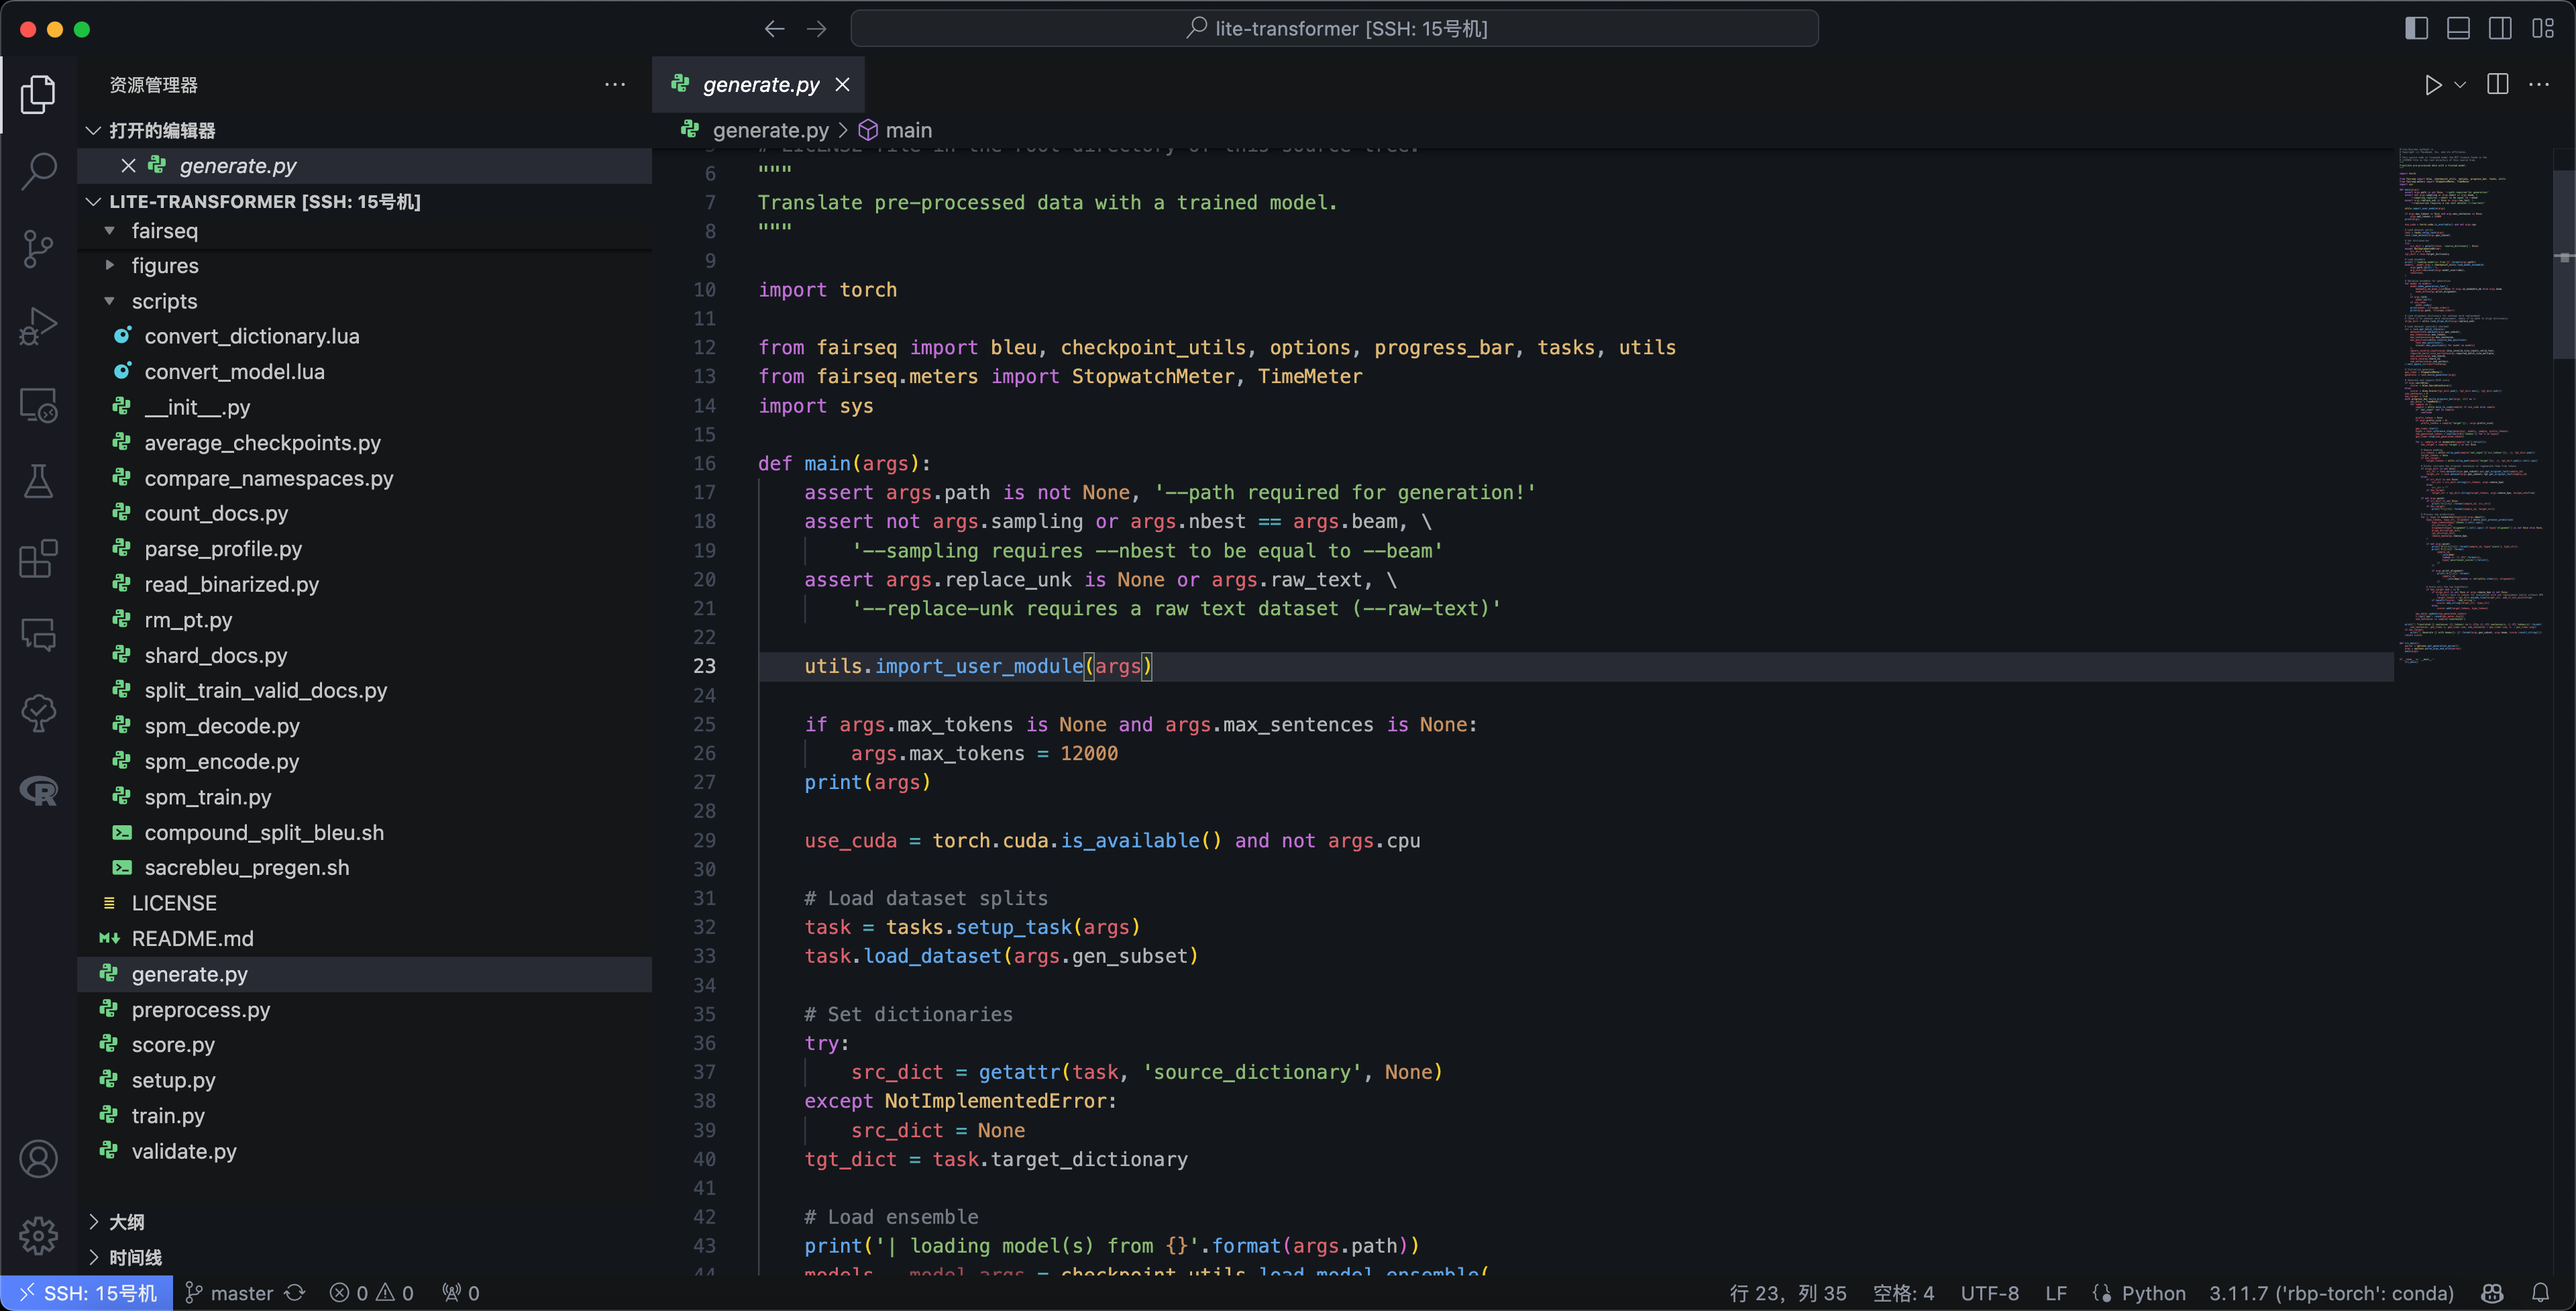 lite-transformer [SSH: 15号机]
资源管理器
打开的编辑器
generate.py
LITE-TRANSFORMER [SSH: 15号机]
fairseq
figures
scripts
convert_dictionary.lua
convert_model.lua
__init__.py
average_checkpoints.py
compare_namespaces.py
count_docs.py
parse_profile.py
read_binarized.py
rm_pt.py
shard_docs.py
split_train_valid_docs.py
spm_decode.py
spm_encode.py
spm_train.py
compound_split_bleu.sh
sacrebleu_pregen.sh
LICENSE
README.md
generate.py
preprocess.py
score.py
setup.py
train.py
validate.py
大纲
时间线
generate.py
generate.py > main
# LICENSE file in the root directory of this source tree.
6 """
7 Translate pre-processed data with a trained model.
8 """
9
10 import torch
11
12 from fairseq import bleu, checkpoint_utils, options, progress_bar, tasks, utils
13 from fairseq.meters import StopwatchMeter, TimeMeter
14 import sys
15
16 def main(args):
17     assert args.path is not None, '--path required for generation!'
18     assert not args.sampling or args.nbest == args.beam, \
19         '--sampling requires --nbest to be equal to --beam'
20     assert args.replace_unk is None or args.raw_text, \
21         '--replace-unk requires a raw text dataset (--raw-text)'
22
23     utils.import_user_module(args)
24
25     if args.max_tokens is None and args.max_sentences is None:
26         args.max_tokens = 12000
27     print(args)
28
29     use_cuda = torch.cuda.is_available() and not args.cpu
30
31     # Load dataset splits
32     task = tasks.setup_task(args)
33     task.load_dataset(args.gen_subset)
34
35     # Set dictionaries
36     try:
37         src_dict = getattr(task, 'source_dictionary', None)
38     except NotImplementedError:
39         src_dict = None
40     tgt_dict = task.target_dictionary
41
42     # Load ensemble
43     print('| loading model(s) from {}'.format(args.path))
44     models, _model_args = checkpoint_utils.load_model_ensemble(
SSH: 15号机 master 0 0 0 行 23，列 35 空格: 4 UTF-8 LF Python 3.11.7 ('rbp-torch': conda)